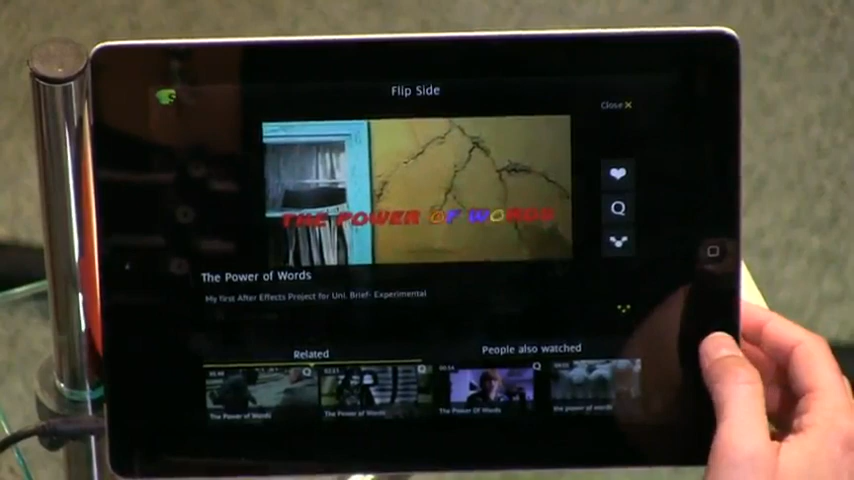 Flip Side
Close X
THE POWER OF WORDS
The Power of Words
My first After Effects Project for Uni. Brief- Experimental
Related
People also watched
The Power of Words
The Power of Words
The Power Of Words
the power of words